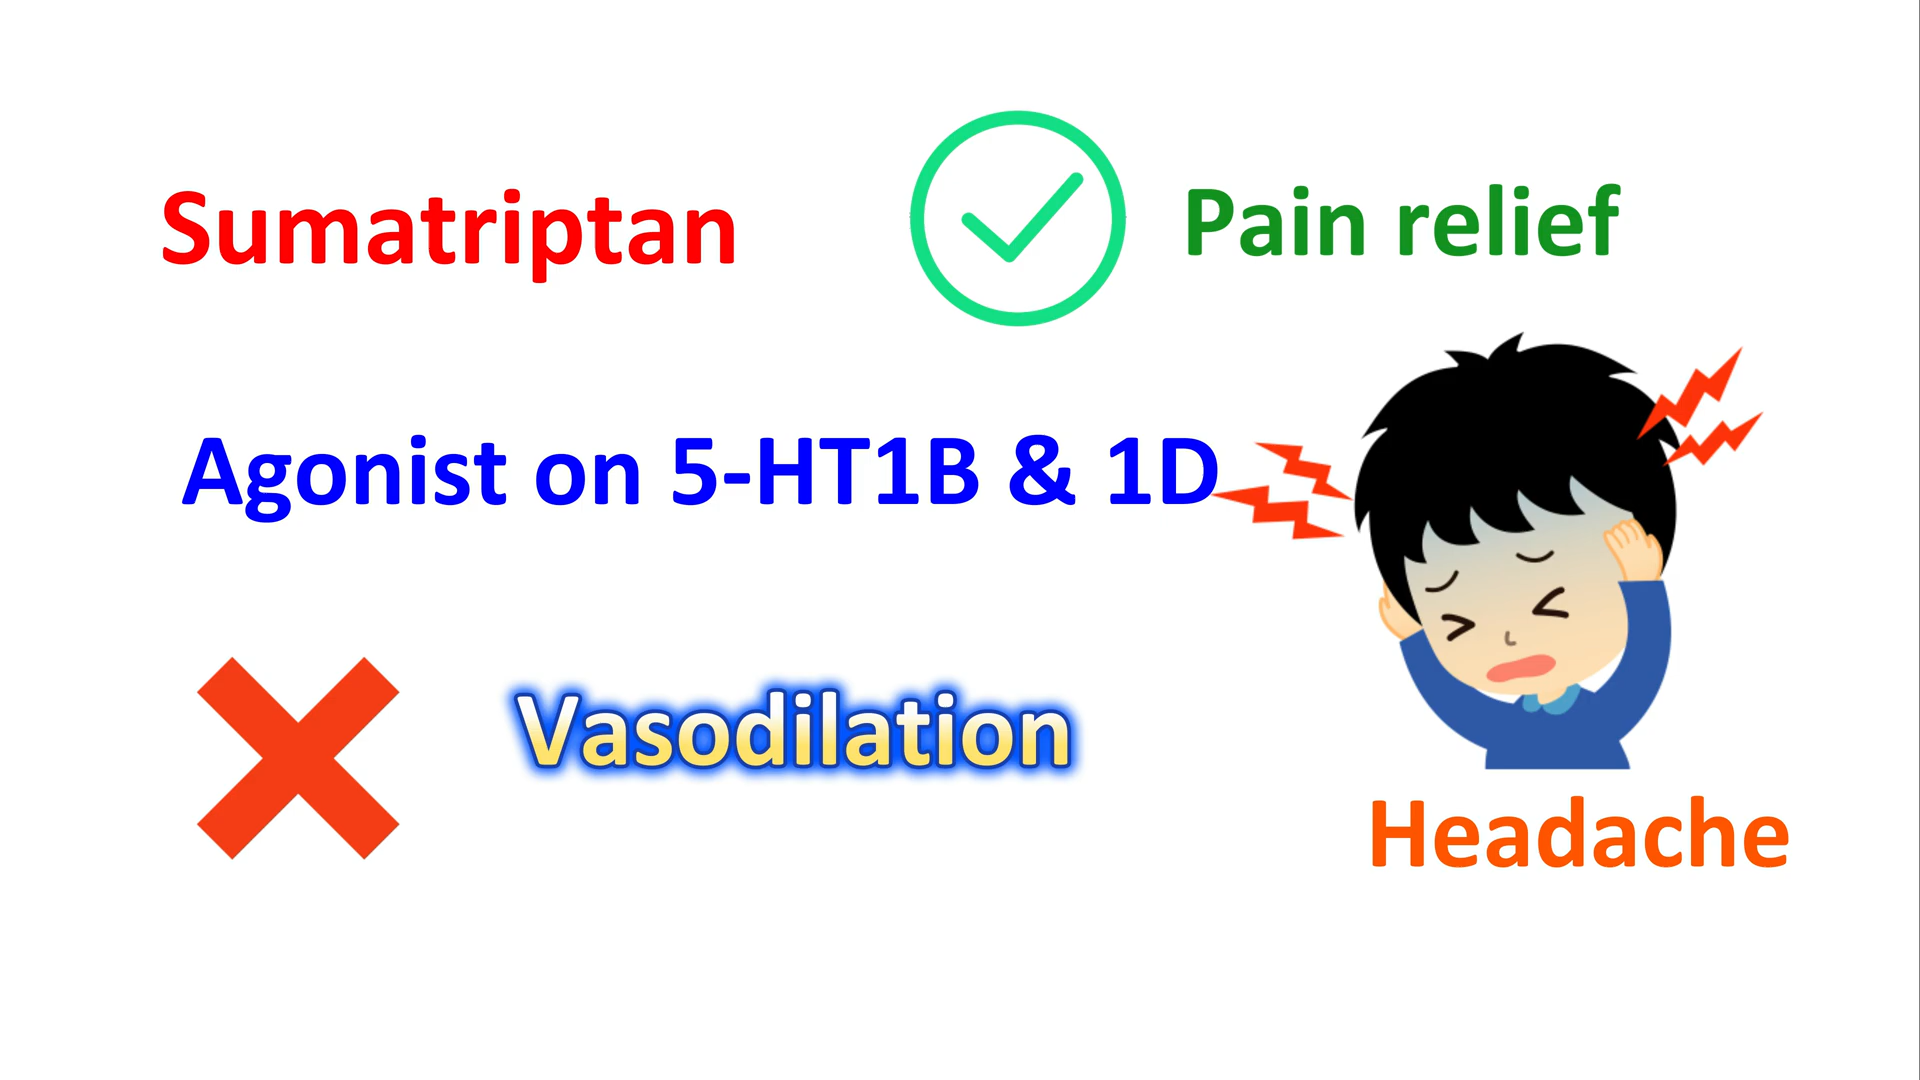 Sumatriptan
Pain relief
Agonist on 5-HT1B & 1D
Vasodilation
Headache